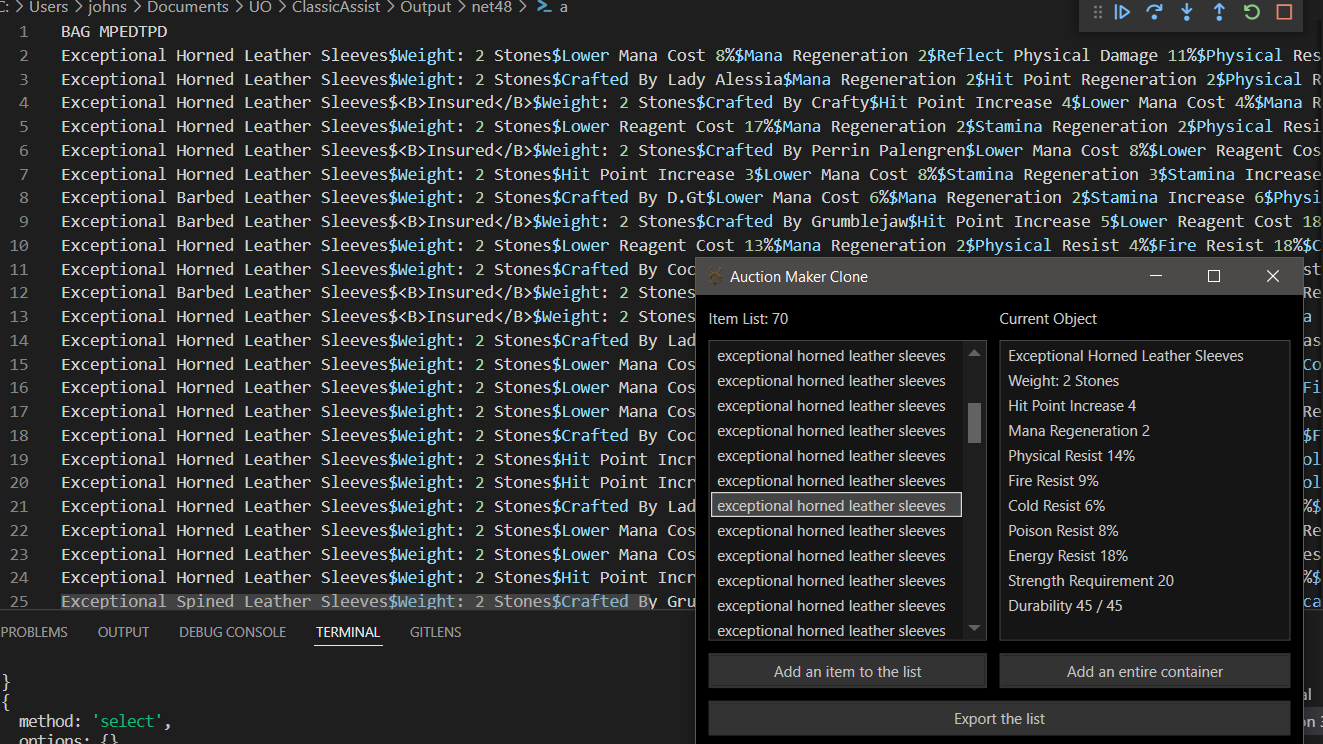 C: > Users > johns > Documents > UO > ClassicAssist > Output > net48 > a
1 BAG MPEDTPD
2 Exceptional Horned Leather Sleeves$Weight: 2 Stones$Lower Mana Cost 8%$Mana Regeneration 2$Reflect Physical Damage 11%$Physical Res
3 Exceptional Horned Leather Sleeves$Weight: 2 Stones$Crafted By Lady Alessia$Mana Regeneration 2$Hit Point Regeneration 2$Physical R
4 Exceptional Horned Leather Sleeves$<B>Insured</B>$Weight: 2 Stones$Crafted By Crafty$Hit Point Increase 4$Lower Mana Cost 4%$Mana R
5 Exceptional Horned Leather Sleeves$Weight: 2 Stones$Lower Reagent Cost 17%$Mana Regeneration 2$Stamina Regeneration 2$Physical Resi
6 Exceptional Horned Leather Sleeves$<B>Insured</B>$Weight: 2 Stones$Crafted By Perrin Palengren$Lower Mana Cost 8%$Lower Reagent Cos
7 Exceptional Horned Leather Sleeves$Weight: 2 Stones$Hit Point Increase 3$Lower Mana Cost 8%$Stamina Regeneration 3$Stamina Increase
8 Exceptional Barbed Leather Sleeves$Weight: 2 Stones$Crafted By D.Gt$Lower Mana Cost 6%$Mana Regeneration 2$Stamina Increase 6$Physi
9 Exceptional Barbed Leather Sleeves$<B>Insured</B>$Weight: 2 Stones$Crafted By Grumblejaw$Hit Point Increase 5$Lower Reagent Cost 18
10 Exceptional Horned Leather Sleeves$Weight: 2 Stones$Lower Reagent Cost 13%$Mana Regeneration 2$Physical Resist 4%$Fire Resist 18%$C
11 Exceptional Horned Leather Sleeves$Weight: 2 Stones$Crafted By Coc
12 Exceptional Barbed Leather Sleeves$<B>Insured</B>$Weight: 2 Stones
13 Exceptional Horned Leather Sleeves$<B>Insured</B>$Weight: 2 Stones
14 Exceptional Horned Leather Sleeves$Weight: 2 Stones$Crafted By Lad
15 Exceptional Horned Leather Sleeves$Weight: 2 Stones$Lower Mana Cos
16 Exceptional Horned Leather Sleeves$Weight: 2 Stones$Lower Mana Cos
17 Exceptional Horned Leather Sleeves$Weight: 2 Stones$Lower Mana Cos
18 Exceptional Horned Leather Sleeves$Weight: 2 Stones$Crafted By Coc
19 Exceptional Horned Leather Sleeves$Weight: 2 Stones$Hit Point Incr
20 Exceptional Horned Leather Sleeves$Weight: 2 Stones$Hit Point Incr
21 Exceptional Horned Leather Sleeves$Weight: 2 Stones$Crafted By Lad
22 Exceptional Horned Leather Sleeves$Weight: 2 Stones$Lower Mana Cos
23 Exceptional Horned Leather Sleeves$Weight: 2 Stones$Lower Mana Cos
24 Exceptional Horned Leather Sleeves$Weight: 2 Stones$Hit Point Incr
25 Exceptional Spined Leather Sleeves$Weight: 2 Stones$Crafted By Gru
PROBLEMS OUTPUT DEBUG CONSOLE TERMINAL GITLENS
}
{
method: 'select',
options: {}
Auction Maker Clone
Item List: 70
exceptional horned leather sleeves
exceptional horned leather sleeves
exceptional horned leather sleeves
exceptional horned leather sleeves
exceptional horned leather sleeves
exceptional horned leather sleeves
exceptional horned leather sleeves
exceptional horned leather sleeves
exceptional horned leather sleeves
exceptional horned leather sleeves
exceptional horned leather sleeves
exceptional horned leather sleeves
Current Object
Exceptional Horned Leather Sleeves
Weight: 2 Stones
Hit Point Increase 4
Mana Regeneration 2
Physical Resist 14%
Fire Resist 9%
Cold Resist 6%
Poison Resist 8%
Energy Resist 18%
Strength Requirement 20
Durability 45 / 45
Add an item to the list
Add an entire container
Export the list